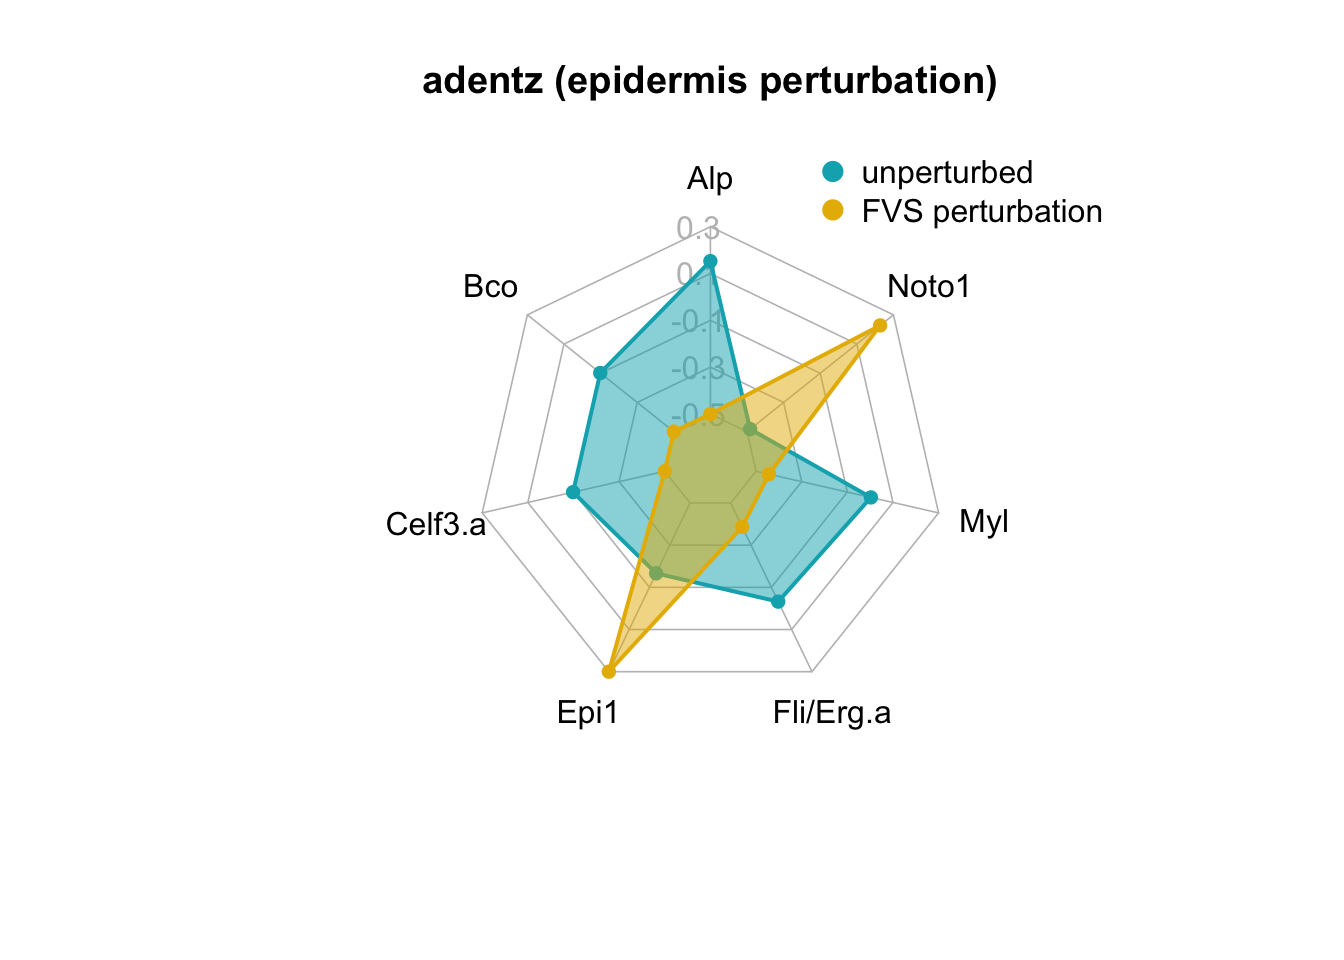 adentz (epidermis perturbation)
unperturbed
FVS perturbation
Alp
0.3
-0.1
-0.3
-0.5
Bco
Noto1
Celf3.a
Myl
Epi1
Fli/Erg.a